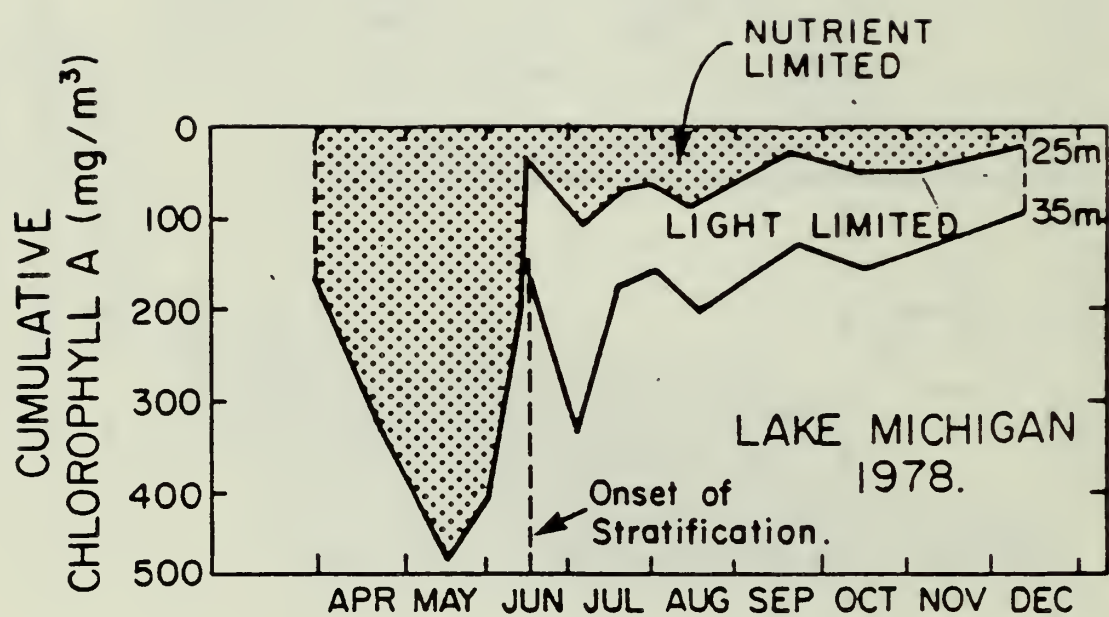 NUTRIENT
LIMITED
CUMULATIVE
CHLOROPHYLL A (mg/m³)
0
100
200
300
400
500
25m
35m
LIGHT LIMITED
LAKE MICHIGAN
1978.
Onset of
Stratification.
APR MAY JUN JUL AUG SEP OCT NOV DEC